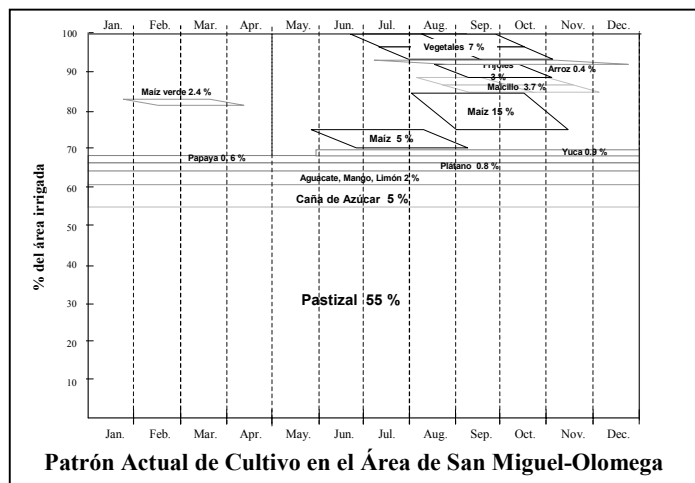 Jan. Feb. Mar. Apr. May. Jun. Jul. Aug. Sep. Oct. Nov. Dec.
100
Vegetales 7 %
90
Frijoles
3 %
Arroz 0.4 %
Maicillo 3.7 %
Maíz verde 2.4 %
80
Maíz 15 %
Maíz 5 %
70
Yuca 0.9 %
Papaya 0. 6 %
Plátano 0.8 %
Aguacate, Mango, Limón 2 %
60
Caña de Azúcar 5 %
50
% del área irrigada
40
30
Pastizal 55 %
20
10
Jan. Feb. Mar. Apr. May. Jun. Jul. Aug. Sep. Oct. Nov. Dec.
Patrón Actual de Cultivo en el Área de San Miguel-Olomega